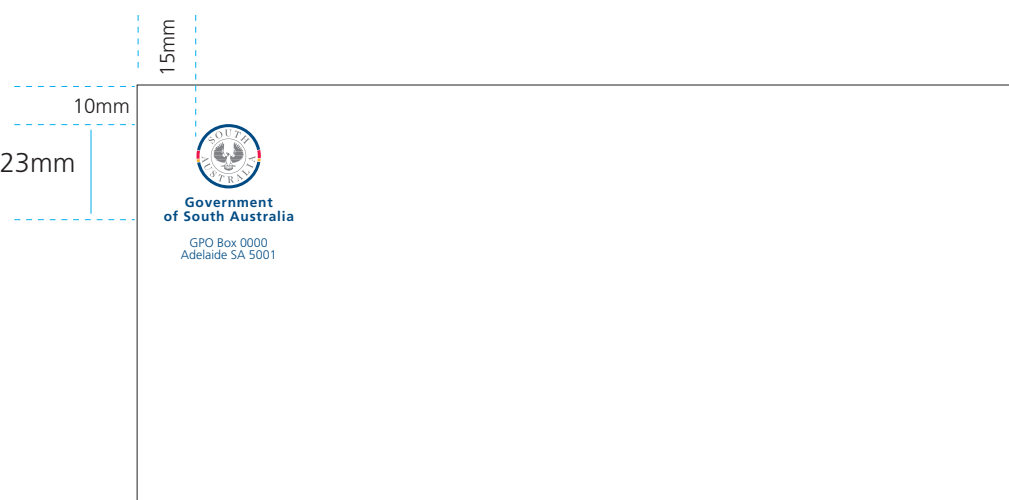 15mm
10mm
23mm
SOUTH
AUSTRALIA
Government
of South Australia
GPO Box 0000
Adelaide SA 5001